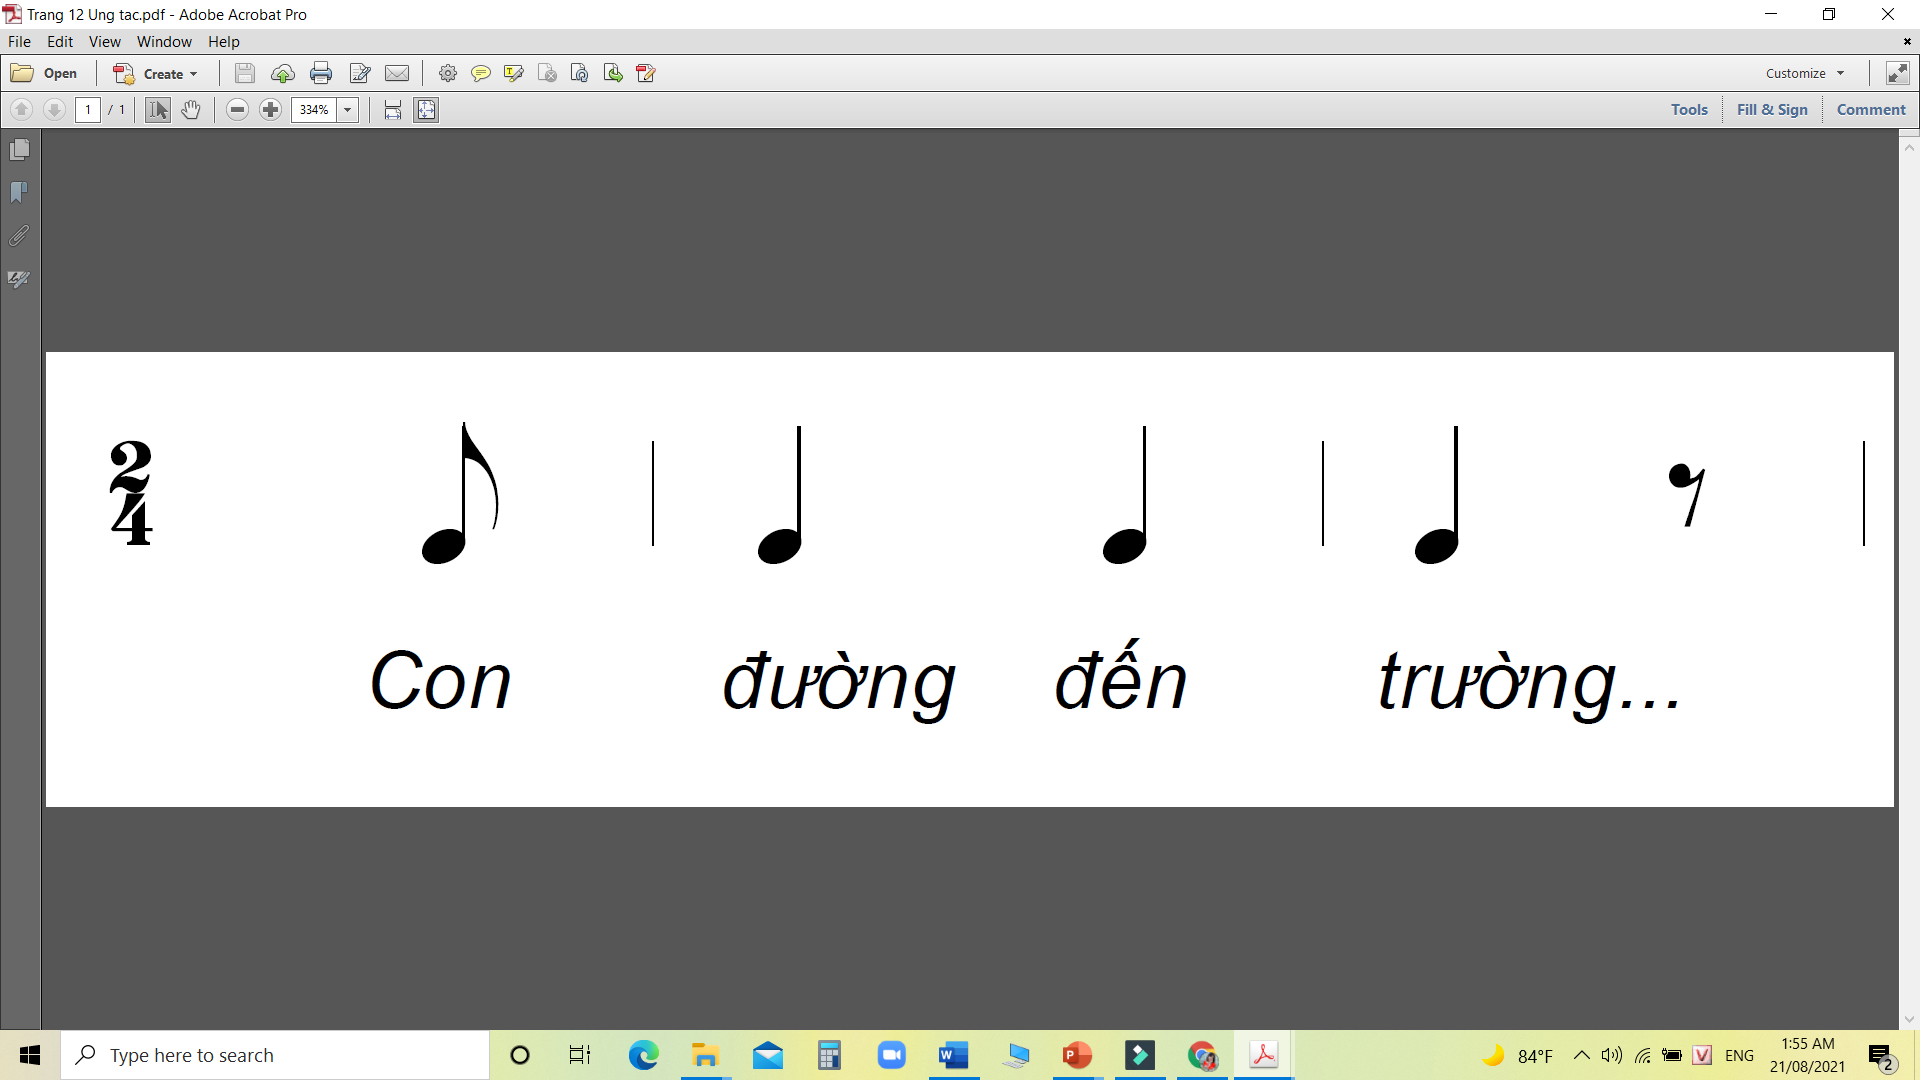 Trang 12 Ung tac.pdf - Adobe Acrobat Pro
File Edit View Window Help
Open Create Customize
1 / 1 334% Tools Fill & Sign Comment
2
4
Con đường đến trường...
Type here to search
84°F ENG 1:55 AM
21/08/2021 2